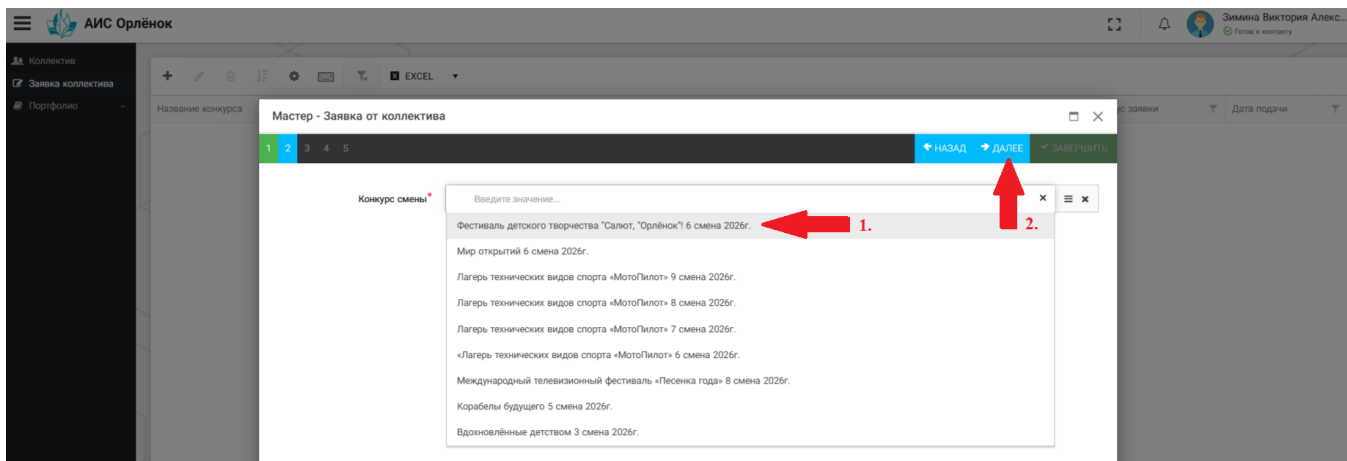 АИС Орлёнок
Зимина Виктория Алекс...
Готов к контакту
Коллектив
Заявка коллектива
Портфолио
EXCEL
Название конкурса
ус заявки
Дата подачи
Мастер - Заявка от коллектива
1 2 3 4 5
НАЗАД ДАЛЕЕ ЗАВЕРШИТЬ
Конкурс смены*
Введите значение...
Фестиваль детского творчества "Салют, "Орлёнок"! 6 смена 2026г.
1.
2.
Мир открытий 6 смена 2026г.
Лагерь технических видов спорта «МотоПилот» 9 смена 2026г.
Лагерь технических видов спорта «МотоПилот» 8 смена 2026г.
Лагерь технических видов спорта «МотоПилот» 7 смена 2026г.
«Лагерь технических видов спорта «МотоПилот» 6 смена 2026г.
Международный телевизионный фестиваль «Песенка года» 8 смена 2026г.
Корабелы будущего 5 смена 2026г.
Вдохновлённые детством 3 смена 2026г.